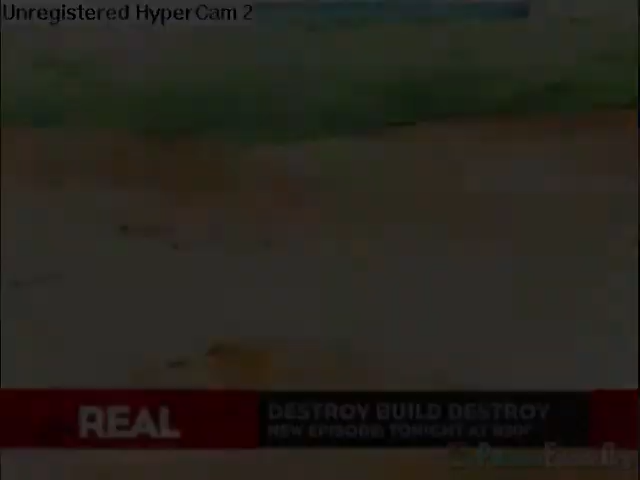 Unregistered HyperCam 2
REAL
DESTROY BUILD DESTROY
NEW EPISODE TONIGHT AT